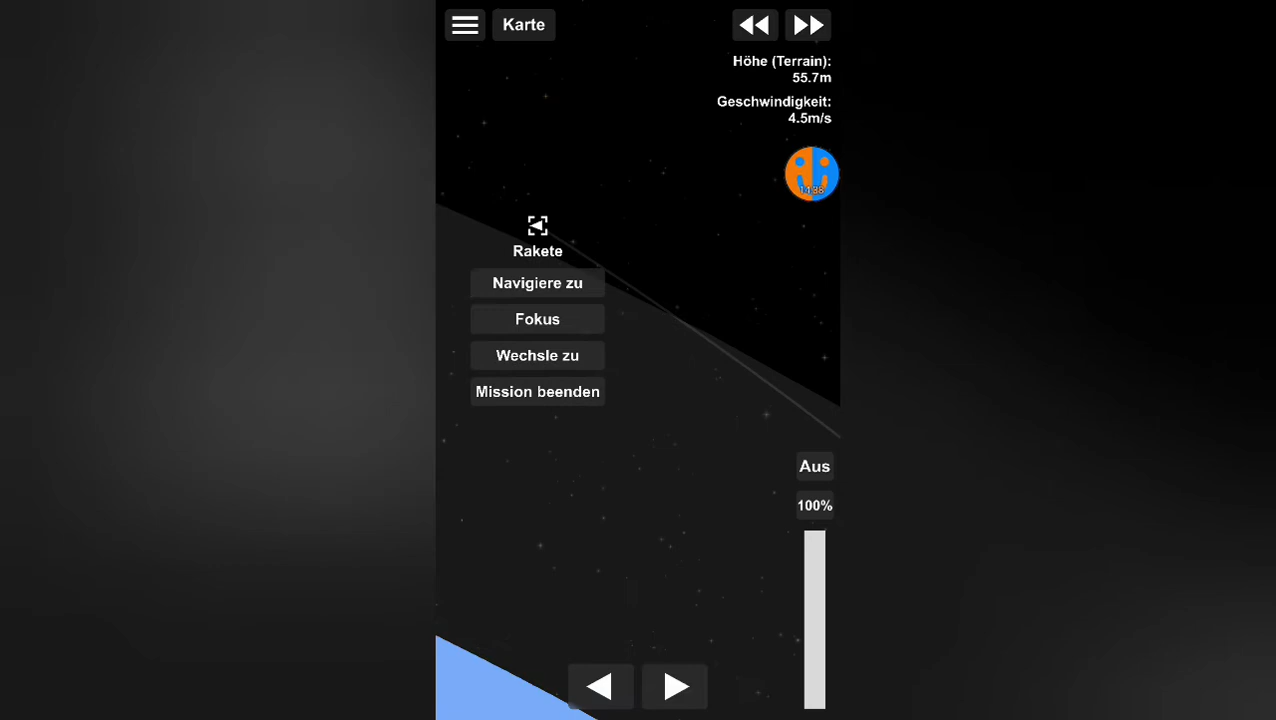 Karte
Höhe (Terrain):
55.7m
Geschwindigkeit:
4.5m/s
Rakete
Navigiere zu
Fokus
Wechsle zu
Mission beenden
Aus
100%